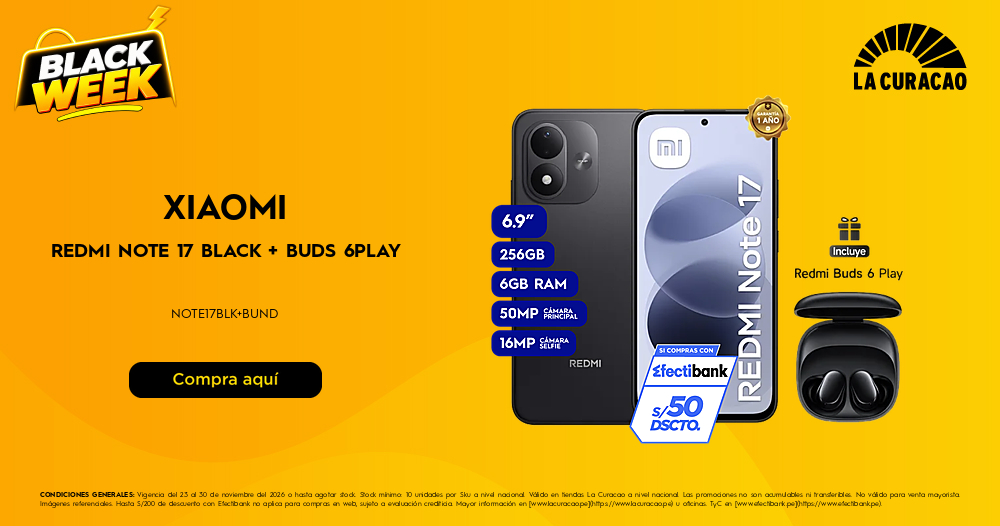 BLACK
WEEK
LA CURACAO
GARANTÍA
1 AÑO
XIAOMI
REDMI NOTE 17 BLACK + BUDS 6PLAY
NOTE17BLK+BUND
Compra aquí
6.9”
256GB
6GB RAM
50MP CÁMARA PRINCIPAL
16MP CÁMARA SELFIE
REDMI
REDMI Note 17
SI COMPRAS CON
Efectibank
S/50
DSCTO.
Incluye
Redmi Buds 6 Play
CONDICIONES GENERALES: Vigencia del 23 al 30 de noviembre del 2026 o hasta agotar stock. Stock mínimo: 10 unidades por Sku a nivel nacional. Válido en tiendas La Curacao a nivel nacional. Las promociones no son acumulables ni transferibles. No válido para venta mayorista.
Imágenes referenciales. Hasta S/200 de descuento con Efectibank no aplica para compras en web, sujeto a evaluación crediticia. Mayor información en [www.lacuracao.pe](https://www.lacuracao.pe) u oficinas. TyC en [www.efectibank.pe](https://www.efectibank.pe).